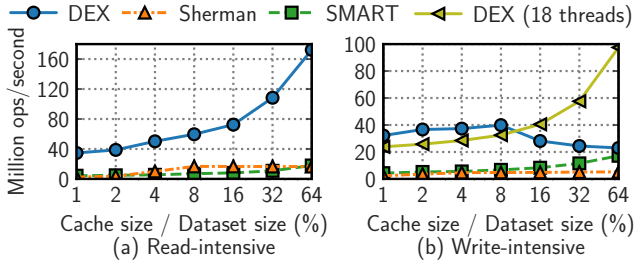 DEX Sherman SMART DEX (18 threads)
Million ops/second
160
120
80
40
0
1 2 4 8 16 32 64
Cache size / Dataset size (%)
(a) Read-intensive
100
80
60
40
20
0
1 2 4 8 16 32 64
Cache size / Dataset size (%)
(b) Write-intensive